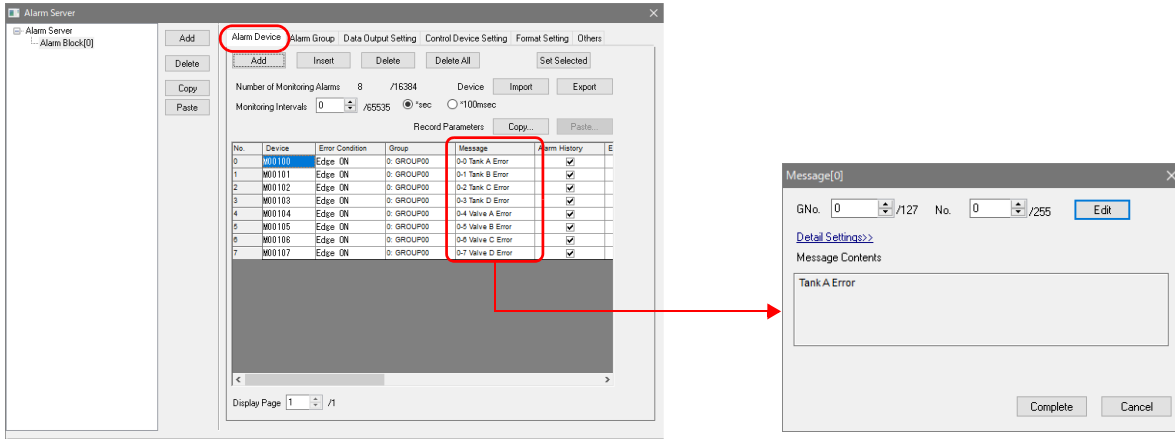 Alarm Server
Alarm Server
Alarm Block[0]
Add
Delete
Copy
Paste
Alarm Device Alarm Group Data Output Setting Control Device Setting Format Setting Others
Add Insert Delete Delete All Set Selected
Number of Monitoring Alarms 8 /16384 Device Import Export
Monitoring Intervals 0 /65535 *sec *100msec
Record Parameters Copy... Paste...
No. Device Error Condition Group Message Alarm History E
0 M00100 Edge ON 0: GROUP00 0-0 Tank A Error
1 M00101 Edge ON 0: GROUP00 0-1 Tank B Error
2 M00102 Edge ON 0: GROUP00 0-2 Tank C Error
3 M00103 Edge ON 0: GROUP00 0-3 Tank D Error
4 M00104 Edge ON 0: GROUP00 0-4 Valve A Error
5 M00105 Edge ON 0: GROUP00 0-5 Valve B Error
6 M00106 Edge ON 0: GROUP00 0-6 Valve C Error
7 M00107 Edge ON 0: GROUP00 0-7 Valve D Error
Display Page 1 /1
Message[0]
GNo. 0 /127 No. 0 /255 Edit
Detail Settings>>
Message Contents
Tank A Error
Complete Cancel